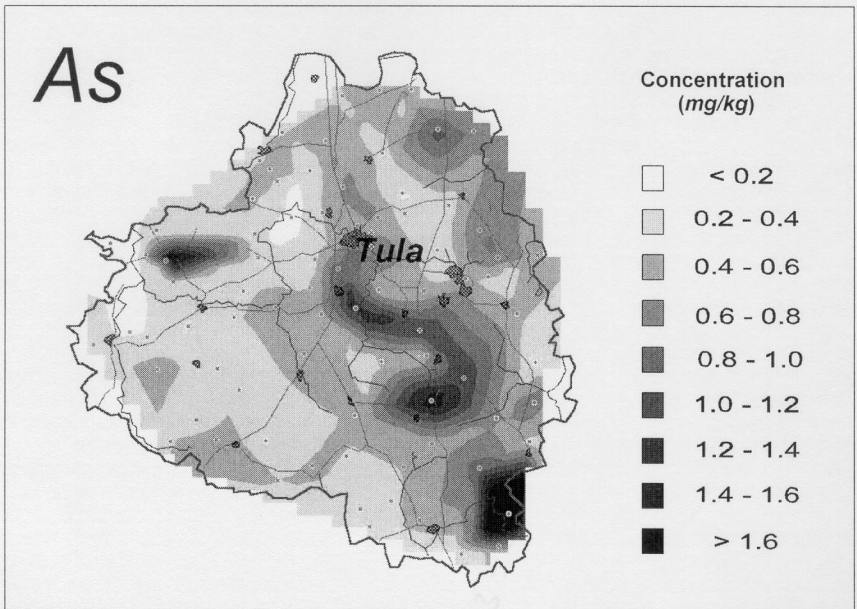 As
Concentration
(mg/kg)
< 0.2
0.2 - 0.4
0.4 - 0.6
0.6 - 0.8
0.8 - 1.0
1.0 - 1.2
1.2 - 1.4
1.4 - 1.6
> 1.6
Tula